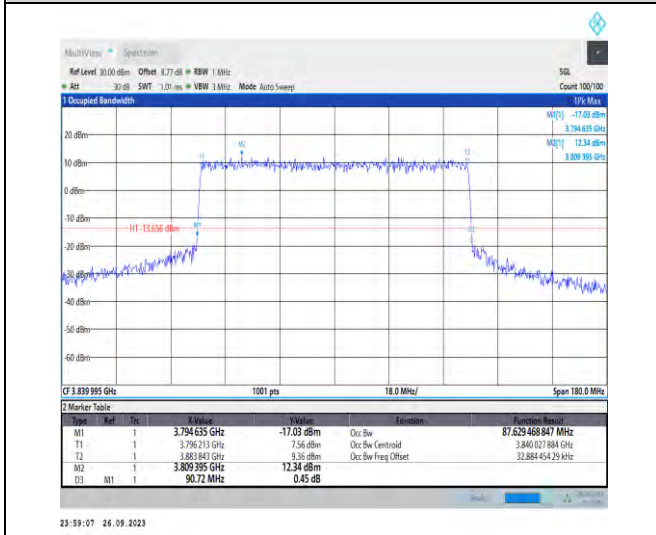 MultiView Spectrum
Ref Level 30.00 dBm Offset 8.77 dB RBW 1 MHz SGL
Att 30 dB SWT 1.01 ms VBW 3 MHz Mode Auto Sweep Count 100/100
1 Occupied Bandwidth 1Pk Max
M1[1] -17.03 dBm
3.794 635 GHz
M2[1] 12.34 dBm
3.809 395 GHz
20 dBm
M2
T1
T2
10 dBm
0 dBm
-10 dBm
H1 -13.656 dBm
M1
D3
-20 dBm
-30 dBm
-40 dBm
-50 dBm
-60 dBm
CF 3.839 995 GHz 1001 pts 18.0 MHz/ Span 180.0 MHz
2 Marker Table
Type Ref Trc X-Value Y-Value Function Function Result
M1 1 3.794 635 GHz -17.03 dBm Occ Bw 87.629 468 847 MHz
T1 1 3.796 213 GHz 7.56 dBm Occ Bw Centroid 3.840 027 884 GHz
T2 1 3.883 843 GHz 9.36 dBm Occ Bw Freq Offset 32.884 454 29 kHz
M2 1 3.809 395 GHz 12.34 dBm
D3 M1 1 90.72 MHz 0.45 dB
23:59:07 26.09.2023